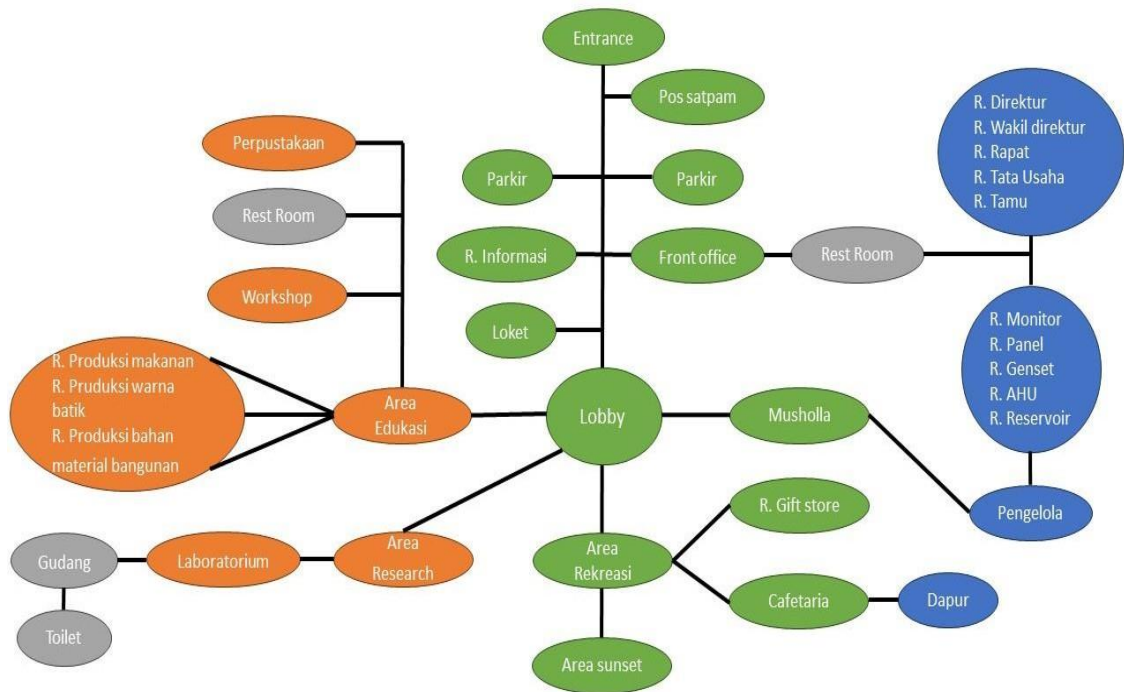 Entrance
Pos satpam
R. Direktur
R. Wakil direktur
R. Rapat
R. Tata Usaha
R. Tamu
Perpustakaan
Parkir
Parkir
Rest Room
R. Informasi
Front office
Rest Room
Workshop
Loket
R. Monitor
R. Panel
R. Genset
R. AHU
R. Reservoir
R. Produksi makanan
R. Pruduksi warna
batik
R. Produksi bahan
material bangunan
Area
Edukasi
Lobby
Musholla
R. Gift store
Pengelola
Gudang
Laboratorium
Area
Research
Area
Rekreasi
Cafetaria
Dapur
Toilet
Area sunset